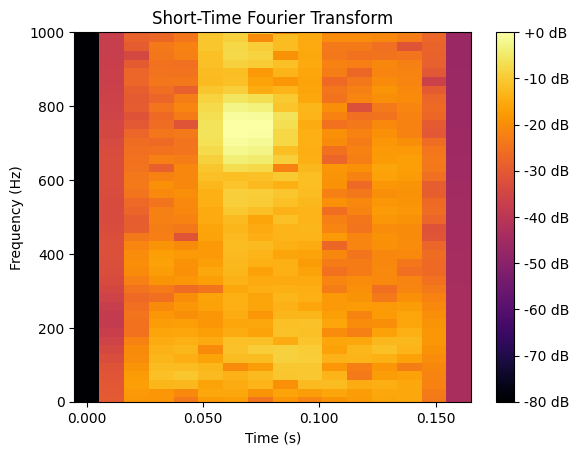 Short-Time Fourier Transform
Frequency (Hz)
1000
800
600
400
200
0
0.000
0.050
0.100
0.150
Time (s)
+0 dB
-10 dB
-20 dB
-30 dB
-40 dB
-50 dB
-60 dB
-70 dB
-80 dB